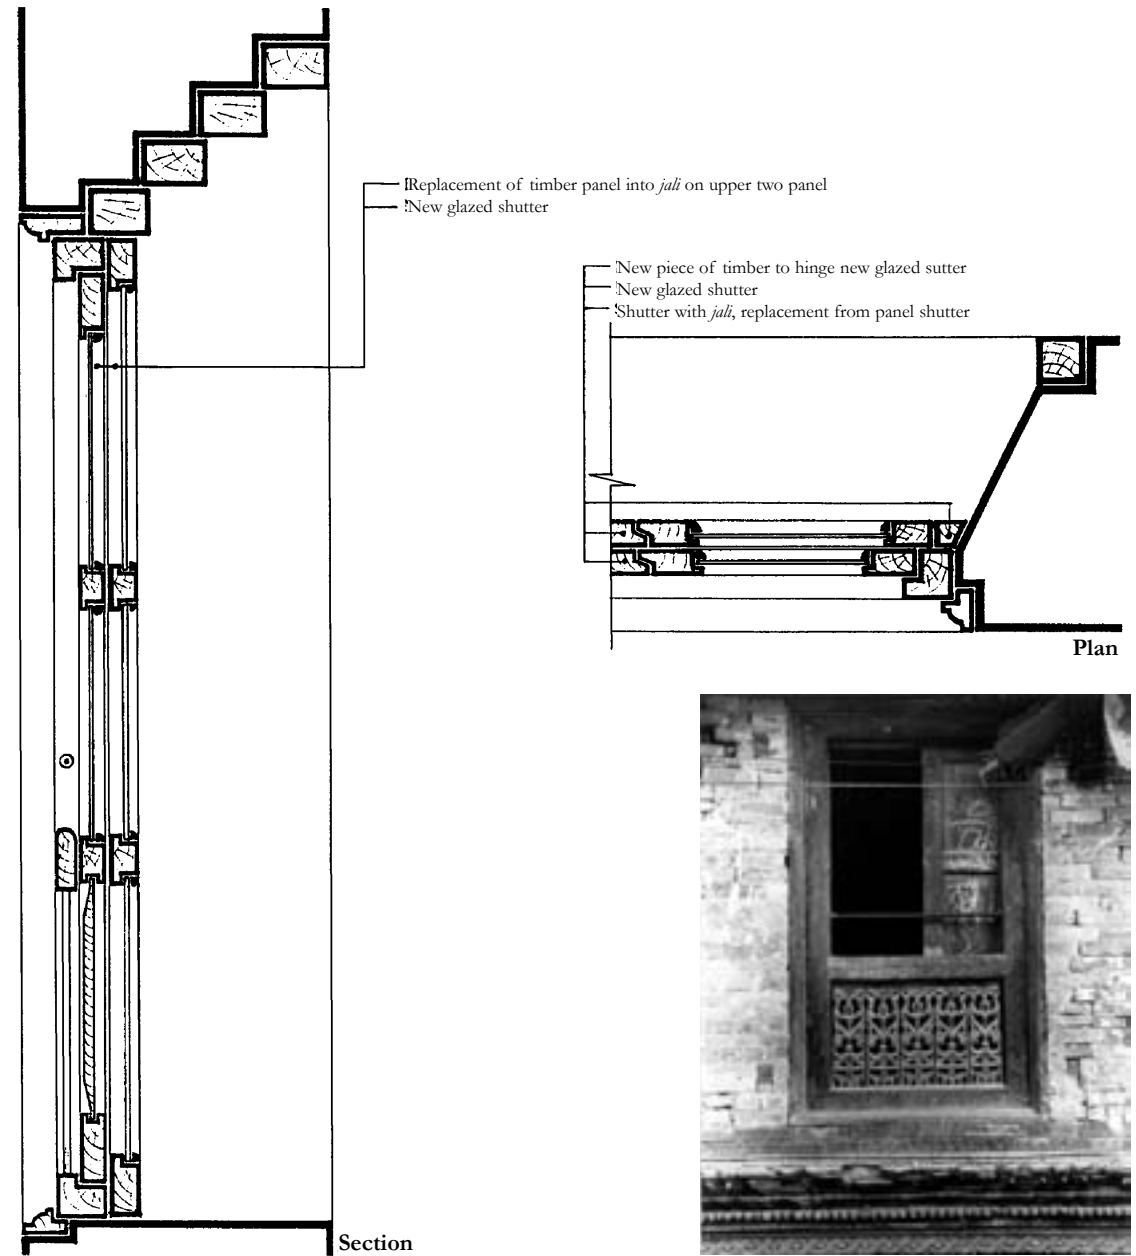 Replacement of timber panel into jali on upper two panel
New glazed shutter
New piece of timber to hinge new glazed sutter
New glazed shutter
Shutter with jali, replacement from panel shutter
Plan
Section